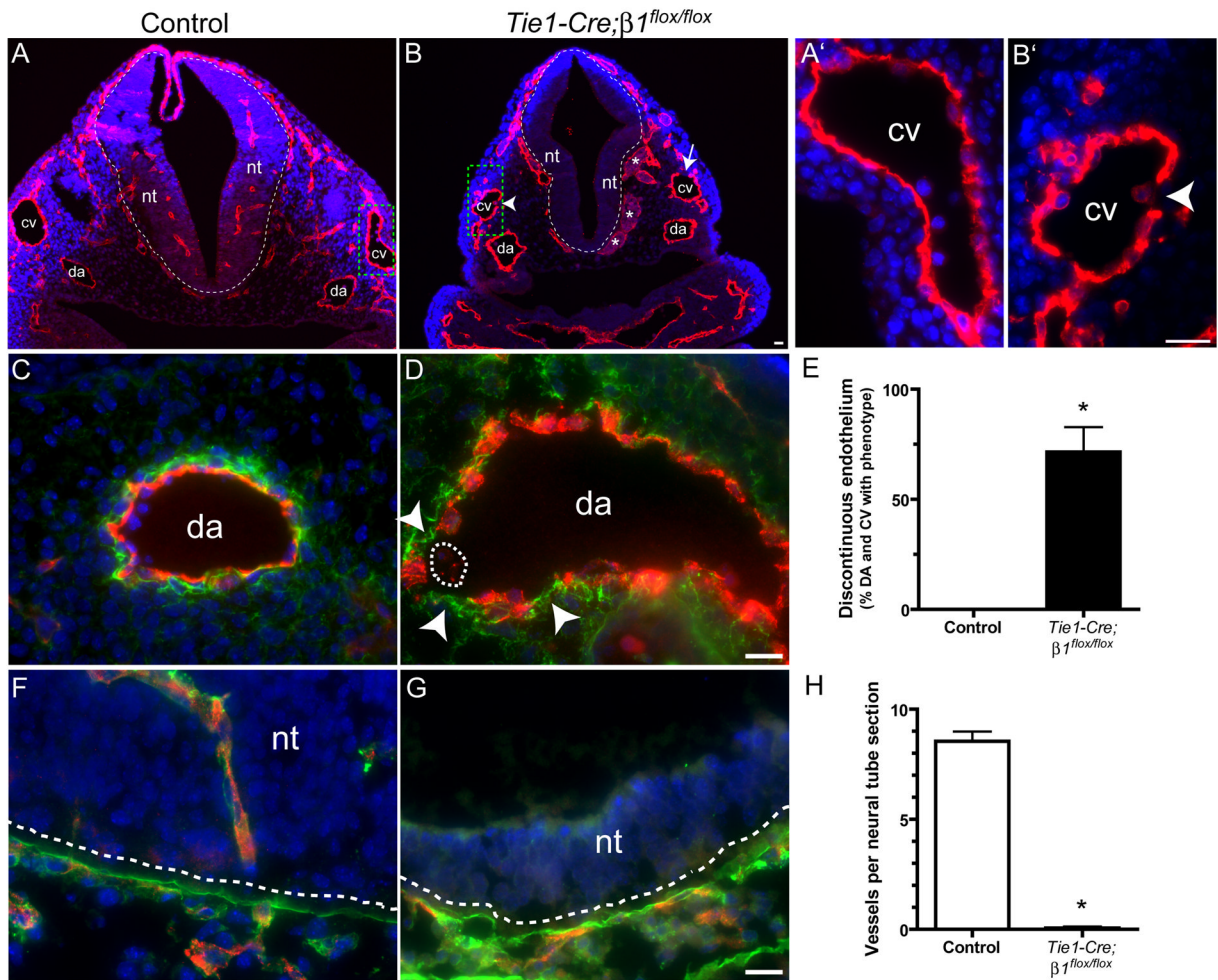 Control
Tie1-Cre;β1flox/flox
A
nt
nt
cv
cv
da
da
B
nt
nt
cv
cv
da
da
*
*
*
A'
cv
B'
cv
C
da
D
da
E
Discontinuous endothelium
(% DA and CV with phenotype)
100
50
0
*
Control
Tie1-Cre;
β1flox/flox
F
nt
G
nt
H
Vessels per neural tube section
10
5
0
*
Control
Tie1-Cre;
β1flox/flox